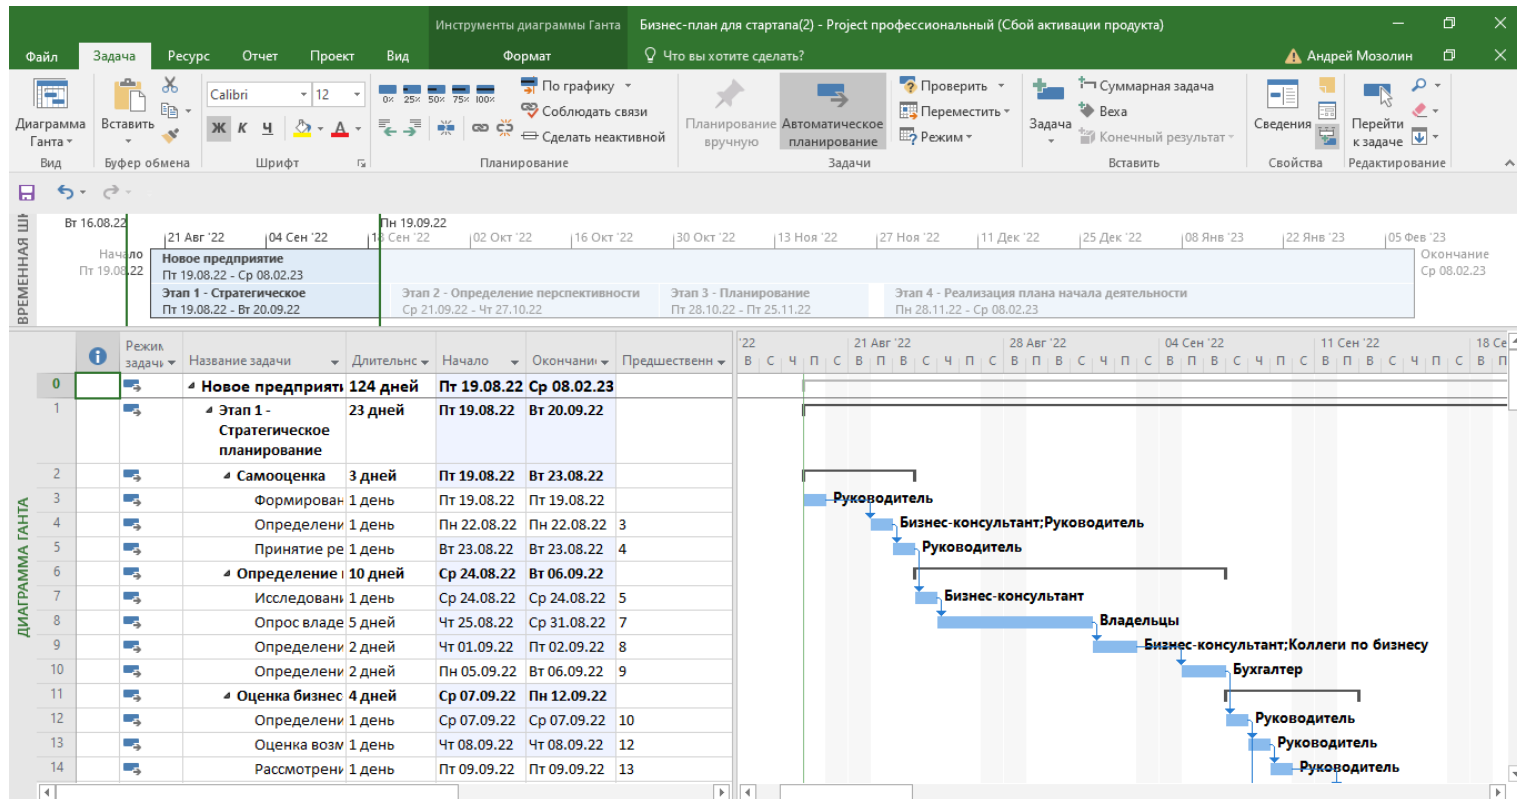 Инструменты диаграммы Ганта Бизнес-план для стартапа(2) - Project профессиональный (Сбой активации продукта)
Файл Задача Ресурс Отчет Проект Вид Формат Что вы хотите сделать? Андрей Мозолин
Диаграмма Ганта
Вид
Вставить
Буфер обмена
Calibri 12
Ж К Ч
Шрифт
0% 25% 50% 75% 100%
По графику
Соблюдать связи
Сделать неактивной
Планирование
Планирование вручную
Автоматическое планирование
Проверить
Переместить
Режим
Задачи
Задача
Суммарная задача
Веха
Конечный результат
Вставить
Сведения
Свойства
Перейти к задаче
Редактирование
ВРЕМЕННАЯ
Вт 16.08.22 Пн 19.09.22
21 Авг '22 04 Сен '22 18 Сен '22 02 Окт '22 16 Окт '22 30 Окт '22 13 Ноя '22 27 Ноя '22 11 Дек '22 25 Дек '22 08 Янв '23 22 Янв '23 05 Фев '23
Начало
Пт 19.08.22
Новое предприятие
Пт 19.08.22 - Ср 08.02.23
Окончание
Ср 08.02.23
Этап 1 - Стратегическое
Пт 19.08.22 - Вт 20.09.22
Этап 2 - Определение перспективности
Ср 21.09.22 - Чт 27.10.22
Этап 3 - Планирование
Пт 28.10.22 - Пт 25.11.22
Этап 4 - Реализация плана начала деятельности
Пн 28.11.22 - Ср 08.02.23
ДИАГРАММА ГАНТА
Режим задачи Название задачи Длительнс Начало Окончани Предшественн
'22 21 Авг '22 28 Авг '22 04 Сен '22 11 Сен '22 18 Се
В С Ч П С В П В С Ч П С В П В С Ч П С В П В С Ч П С В П В С Ч П С В П
0 Новое предприяти 124 дней Пт 19.08.22 Ср 08.02.23
1 Этап 1 - Стратегическое планирование 23 дней Пт 19.08.22 Вт 20.09.22
2 Самооценка 3 дней Пт 19.08.22 Вт 23.08.22
3 Формирован 1 день Пт 19.08.22 Пт 19.08.22 Руководитель
4 Определени 1 день Пн 22.08.22 Пн 22.08.22 3 Бизнес-консультант;Руководитель
5 Принятие ре 1 день Вт 23.08.22 Вт 23.08.22 4 Руководитель
6 Определение 10 дней Ср 24.08.22 Вт 06.09.22
7 Исследовани 1 день Ср 24.08.22 Ср 24.08.22 5 Бизнес-консультант
8 Опрос владе 5 дней Чт 25.08.22 Ср 31.08.22 7 Владельцы
9 Определени 2 дней Чт 01.09.22 Пт 02.09.22 8 Бизнес-консультант;Коллеги по бизнесу
10 Определени 2 дней Пн 05.09.22 Вт 06.09.22 9 Бухгалтер
11 Оценка бизнес 4 дней Ср 07.09.22 Пн 12.09.22
12 Определени 1 день Ср 07.09.22 Ср 07.09.22 10 Руководитель
13 Оценка возм 1 день Чт 08.09.22 Чт 08.09.22 12 Руководитель
14 Рассмотрени 1 день Пт 09.09.22 Пт 09.09.22 13 Руководитель